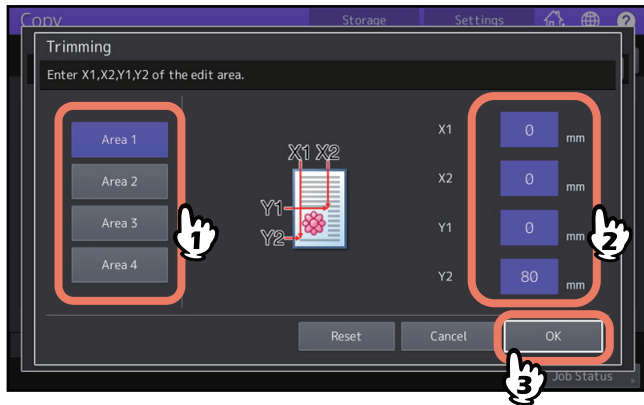 Copy
Storage
Settings
?
Trimming
Enter X1,X2,Y1,Y2 of the edit area.
Area 1
Area 2
Area 3
Area 4
1
X1 X2
Y1
Y2
X1 0 mm
X2 0 mm
Y1 0 mm
Y2 80 mm
2
Reset
Cancel
OK
3
Job Status